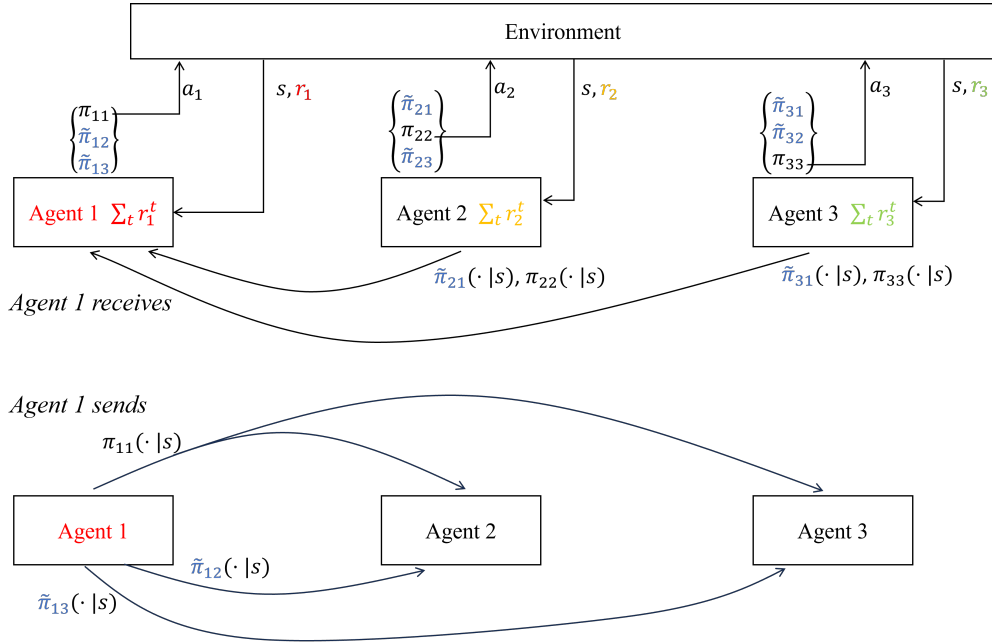 Environment
a₁ s, r₁ a₂ s, r₂ a₃ s, r₃
π₁₁ π̃₂₁ π̃₃₁
π̃₁₂ π₂₂ π̃₃₂
π̃₁₃ π̃₂₃ π₃₃
Agent 1 ∑ₜ r₁ᵗ Agent 2 ∑ₜ r₂ᵗ Agent 3 ∑ₜ r₃ᵗ
π̃₂₁(· |s), π₂₂(· |s) π̃₃₁(· |s), π₃₃(· |s)
Agent 1 receives
Agent 1 sends
π₁₁(· |s)
Agent 1 Agent 2 Agent 3
π̃₁₂(· |s)
π̃₁₃(· |s)